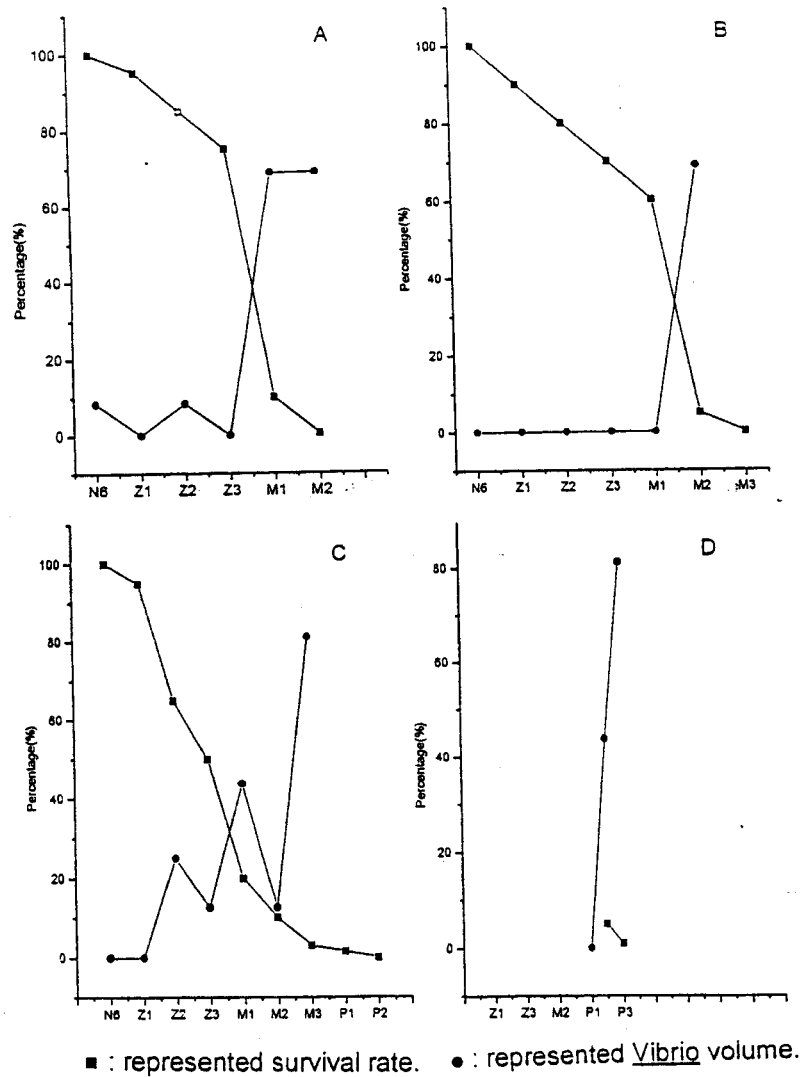 A
Percentage(%)
100
80
60
40
20
0
N6 Z1 Z2 Z3 M1 M2
B
Percentage(%)
100
80
60
40
20
0
N6 Z1 Z2 Z3 M1 M2 M3
C
Percentage(%)
100
80
60
40
20
0
N6 Z1 Z2 Z3 M1 M2 M3 P1 P2
D
Percentage(%)
80
60
40
20
0
Z1 Z3 M2 P1 P3
■ : represented survival rate. ● : represented Vibrio volume.